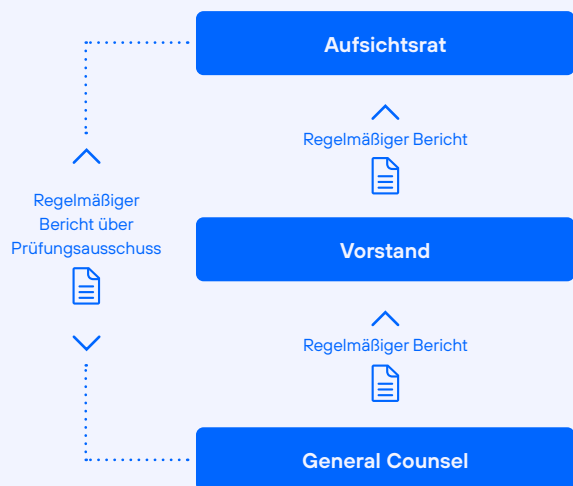 Aufsichtsrat
Regelmäßiger Bericht
Regelmäßiger
Bericht über
Prüfungsausschuss
Vorstand
Regelmäßiger Bericht
General Counsel